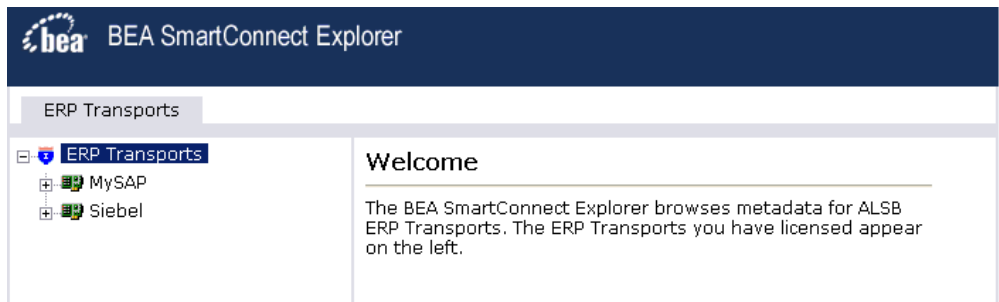 bea BEA SmartConnect Explorer
ERP Transports
ERP Transports
MySAP
Siebel
Welcome
The BEA SmartConnect Explorer browses metadata for ALSB
ERP Transports. The ERP Transports you have licensed appear
on the left.